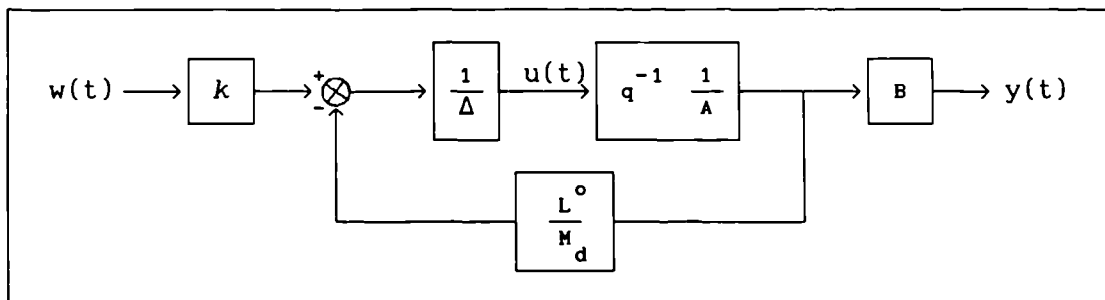 w(t) k + - 1/Δ u(t) q⁻¹ 1/A B y(t)
L°/M_d